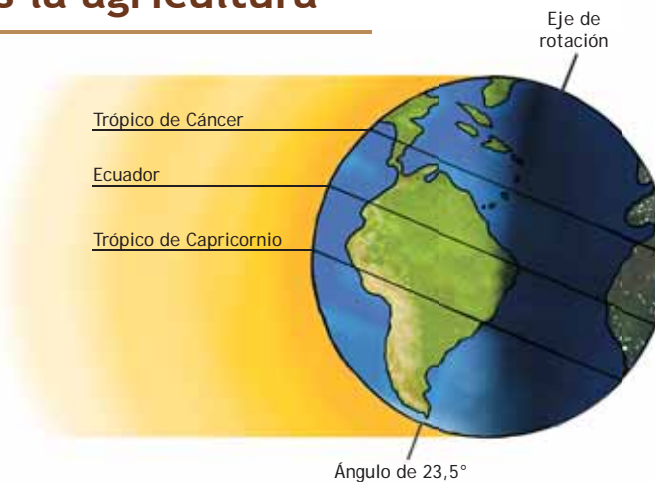 la agricultura
Eje de
rotación
Trópico de Cáncer
Ecuador
Trópico de Capricornio
Ángulo de 23,5°